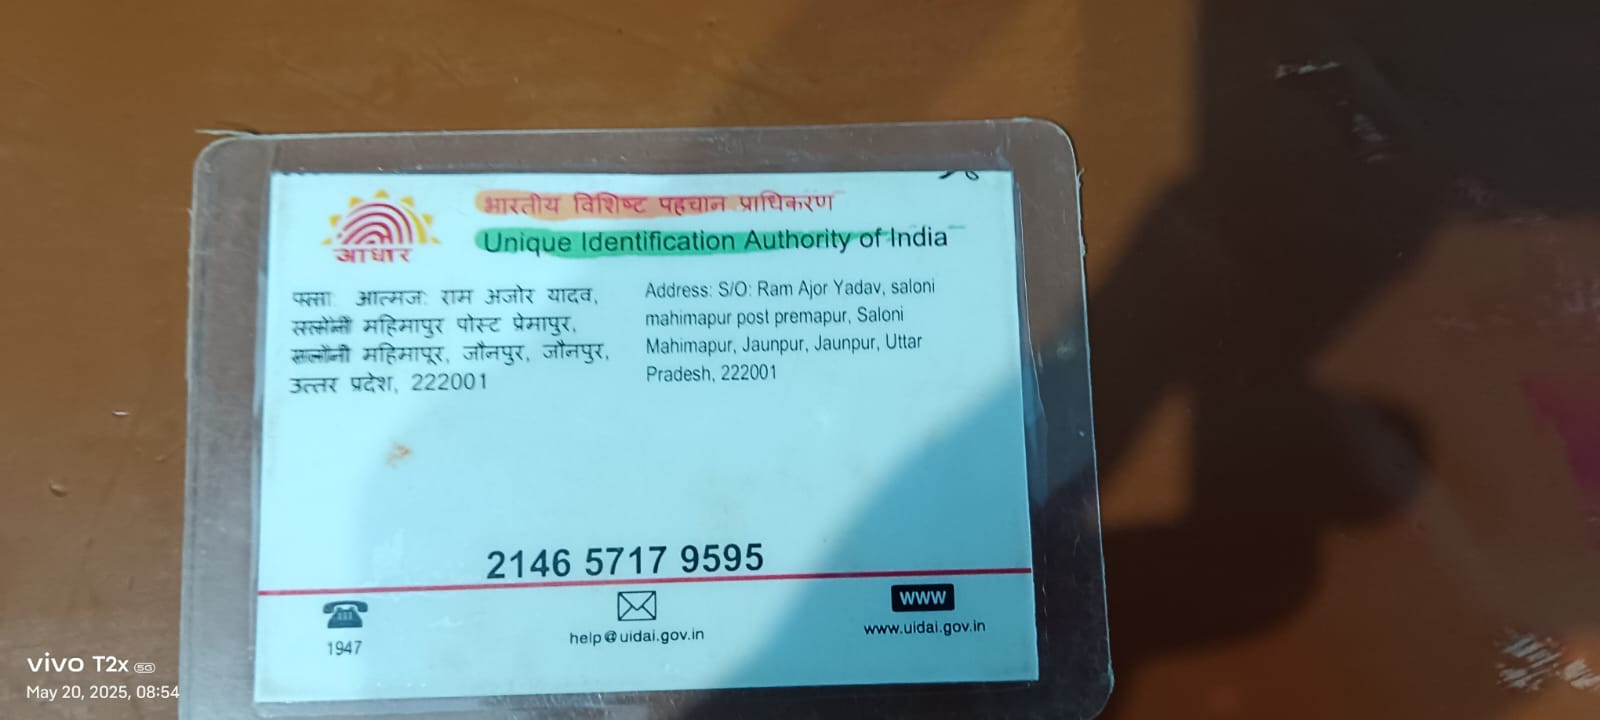 आधार
भारतीय विशिष्ट पहचान प्राधिकरण
Unique Identification Authority of India
पता: आत्मज: राम अजोर यादव,
सलोनी महिमापुर पोस्ट प्रेमापुर,
सलोनी महिमापूर, जौनपुर, जौनपुर,
उत्तर प्रदेश, 222001
Address: S/O: Ram Ajor Yadav, saloni
mahimapur post premapur, Saloni
Mahimapur, Jaunpur, Jaunpur, Uttar
Pradesh, 222001
2146 5717 9595
1947
help@uidai.gov.in
www
www.uidai.gov.in
vivo T2x 5G
May 20, 2025, 08:54